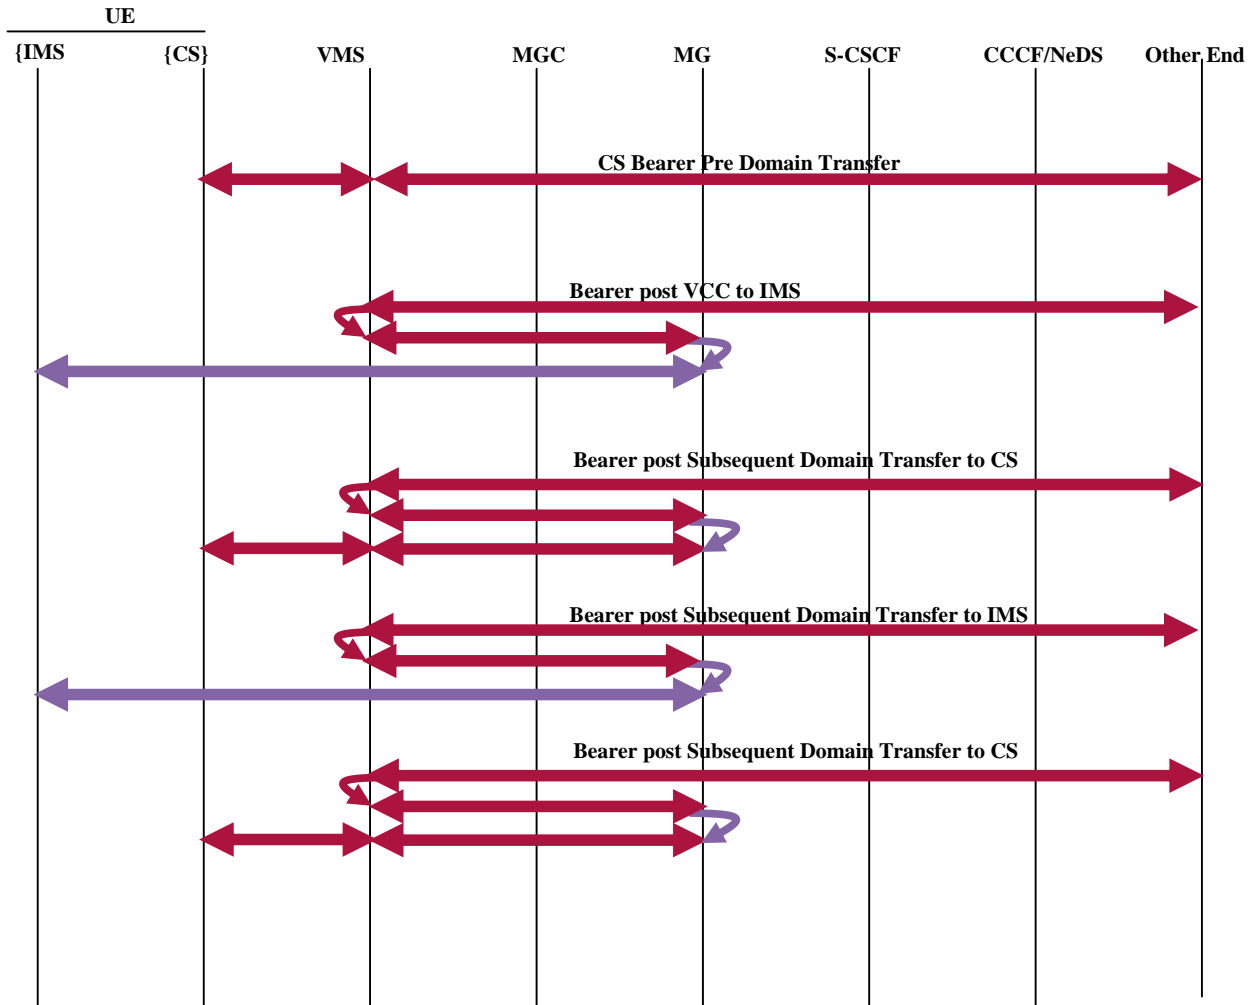 UE
{IMS {CS} VMS MGC MG S-CSCF CCCF/NeDS Other End
CS Bearer Pre Domain Transfer
Bearer post VCC to IMS
Bearer post Subsequent Domain Transfer to CS
Bearer post Subsequent Domain Transfer to IMS
Bearer post Subsequent Domain Transfer to CS